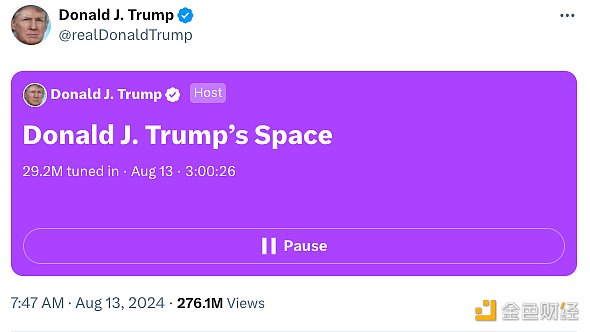 Donald J. Trump
@realDonaldTrump
Donald J. Trump Host
Donald J. Trump's Space
29.2M tuned in · Aug 13 · 3:00:26
Pause
7:47 AM · Aug 13, 2024 · 276.1M Views
金色财经